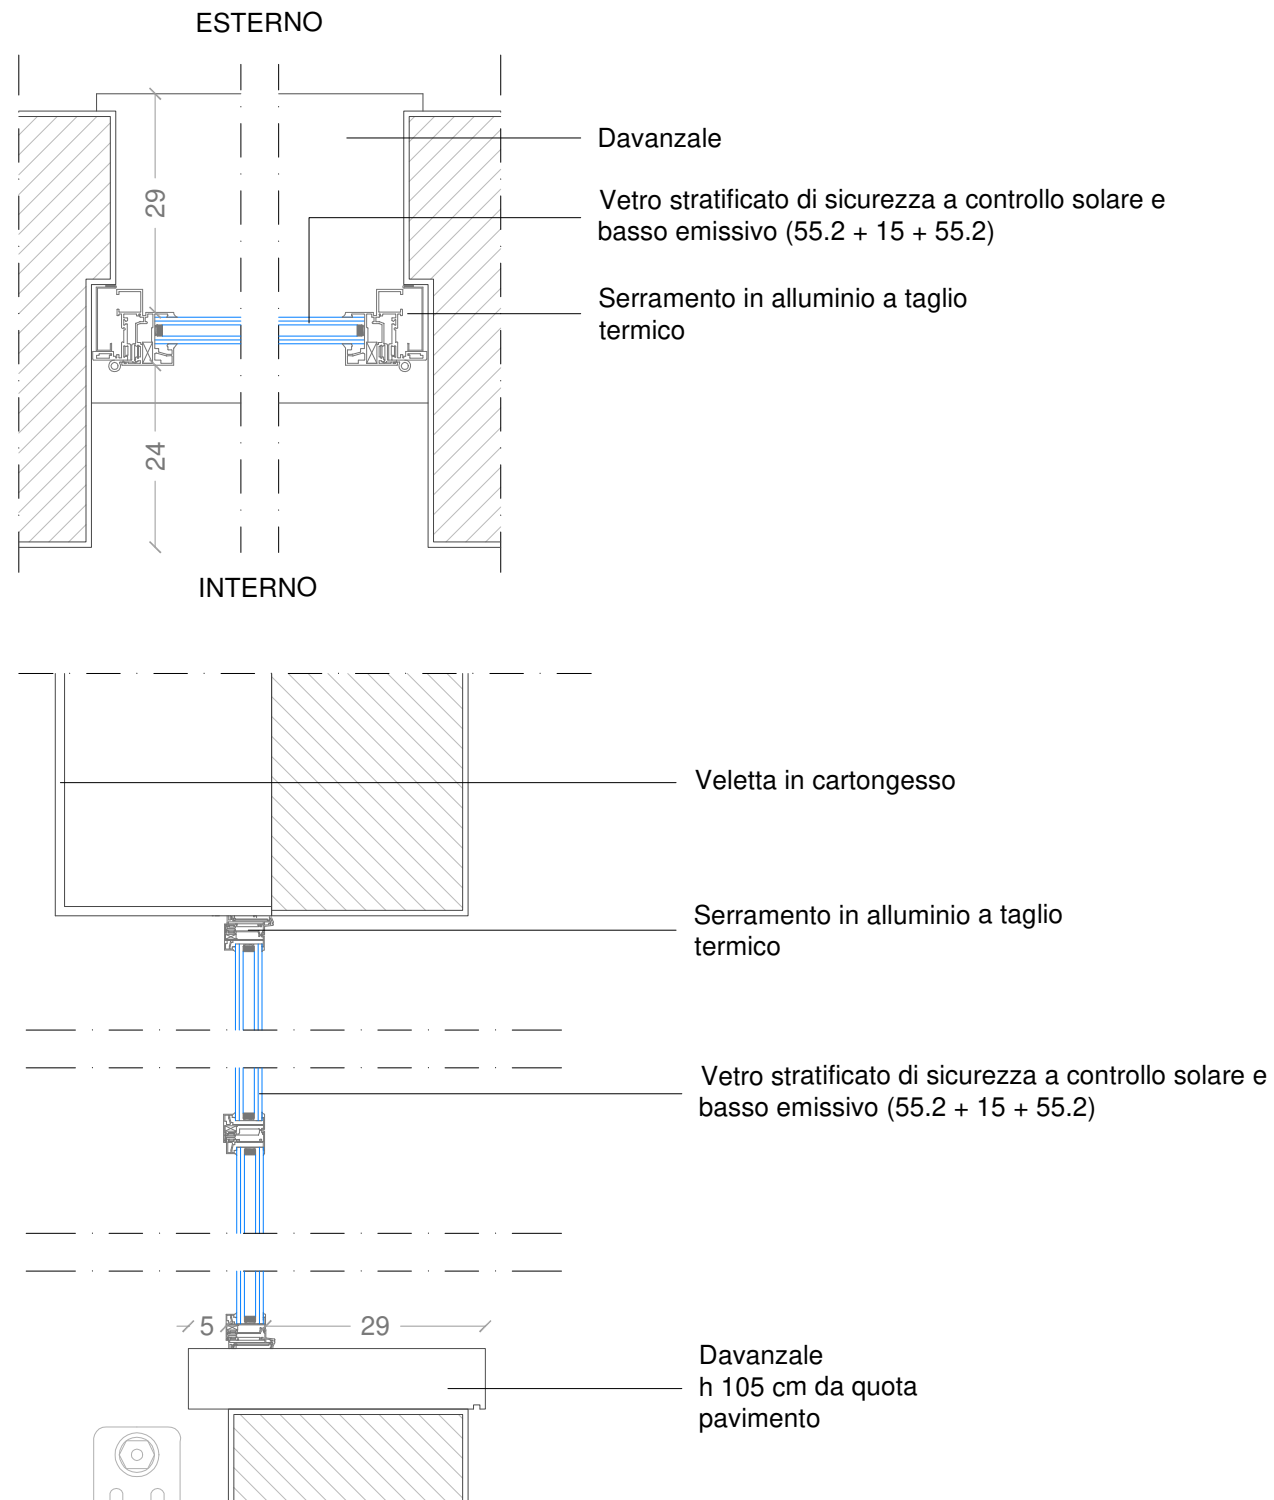 ESTERNO
Davanzale
29
Vetro stratificato di sicurezza a controllo solare e
basso emissivo (55.2 + 15 + 55.2)
Serramento in alluminio a taglio
termico
24
INTERNO
Veletta in cartongesso
Serramento in alluminio a taglio
termico
Vetro stratificato di sicurezza a controllo solare e
basso emissivo (55.2 + 15 + 55.2)
5
29
Davanzale
h 105 cm da quota
pavimento